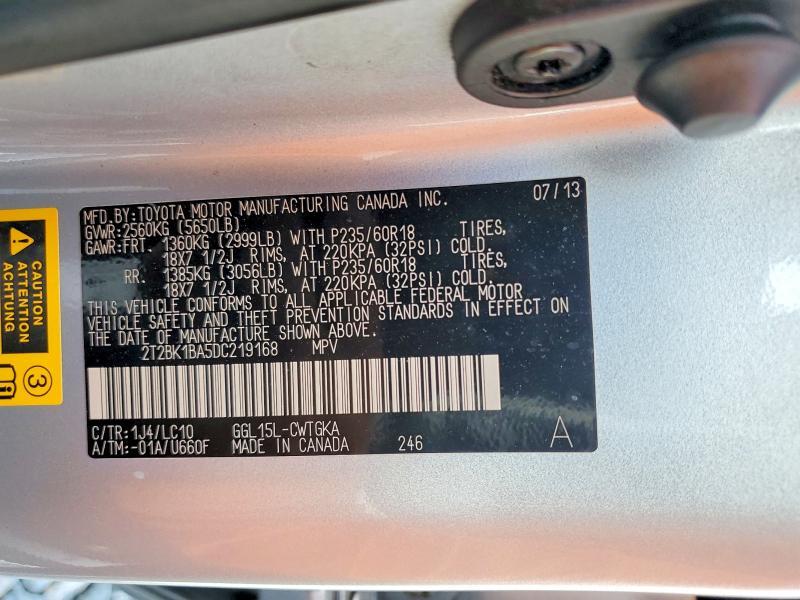 MFD.BY:TOYOTA MOTOR MANUFACTURING CANADA INC. 07/13
GVWR:2560KG (5650LB)
GAWR:FRT. 1360KG (2999LB) WITH P235/60R18 TIRES,
18X7 1/2J RIMS, AT 220KPA (32PSI) COLD.
RR. 1385KG (3056LB) WITH P235/60R18 TIRES,
18X7 1/2J RIMS, AT 220KPA (32PSI) COLD.
THIS VEHICLE CONFORMS TO ALL APPLICABLE FEDERAL MOTOR
VEHICLE SAFETY AND THEFT PREVENTION STANDARDS IN EFFECT ON
THE DATE OF MANUFACTURE SHOWN ABOVE.
2T2BK1BA5DC219168 MPV
C/TR:1J4/LC10 GGL15L-CWTGKA
A/TM:-01A/U660F MADE IN CANADA 246 A
CAUTION
ATTENTION
ACHTUNG
3